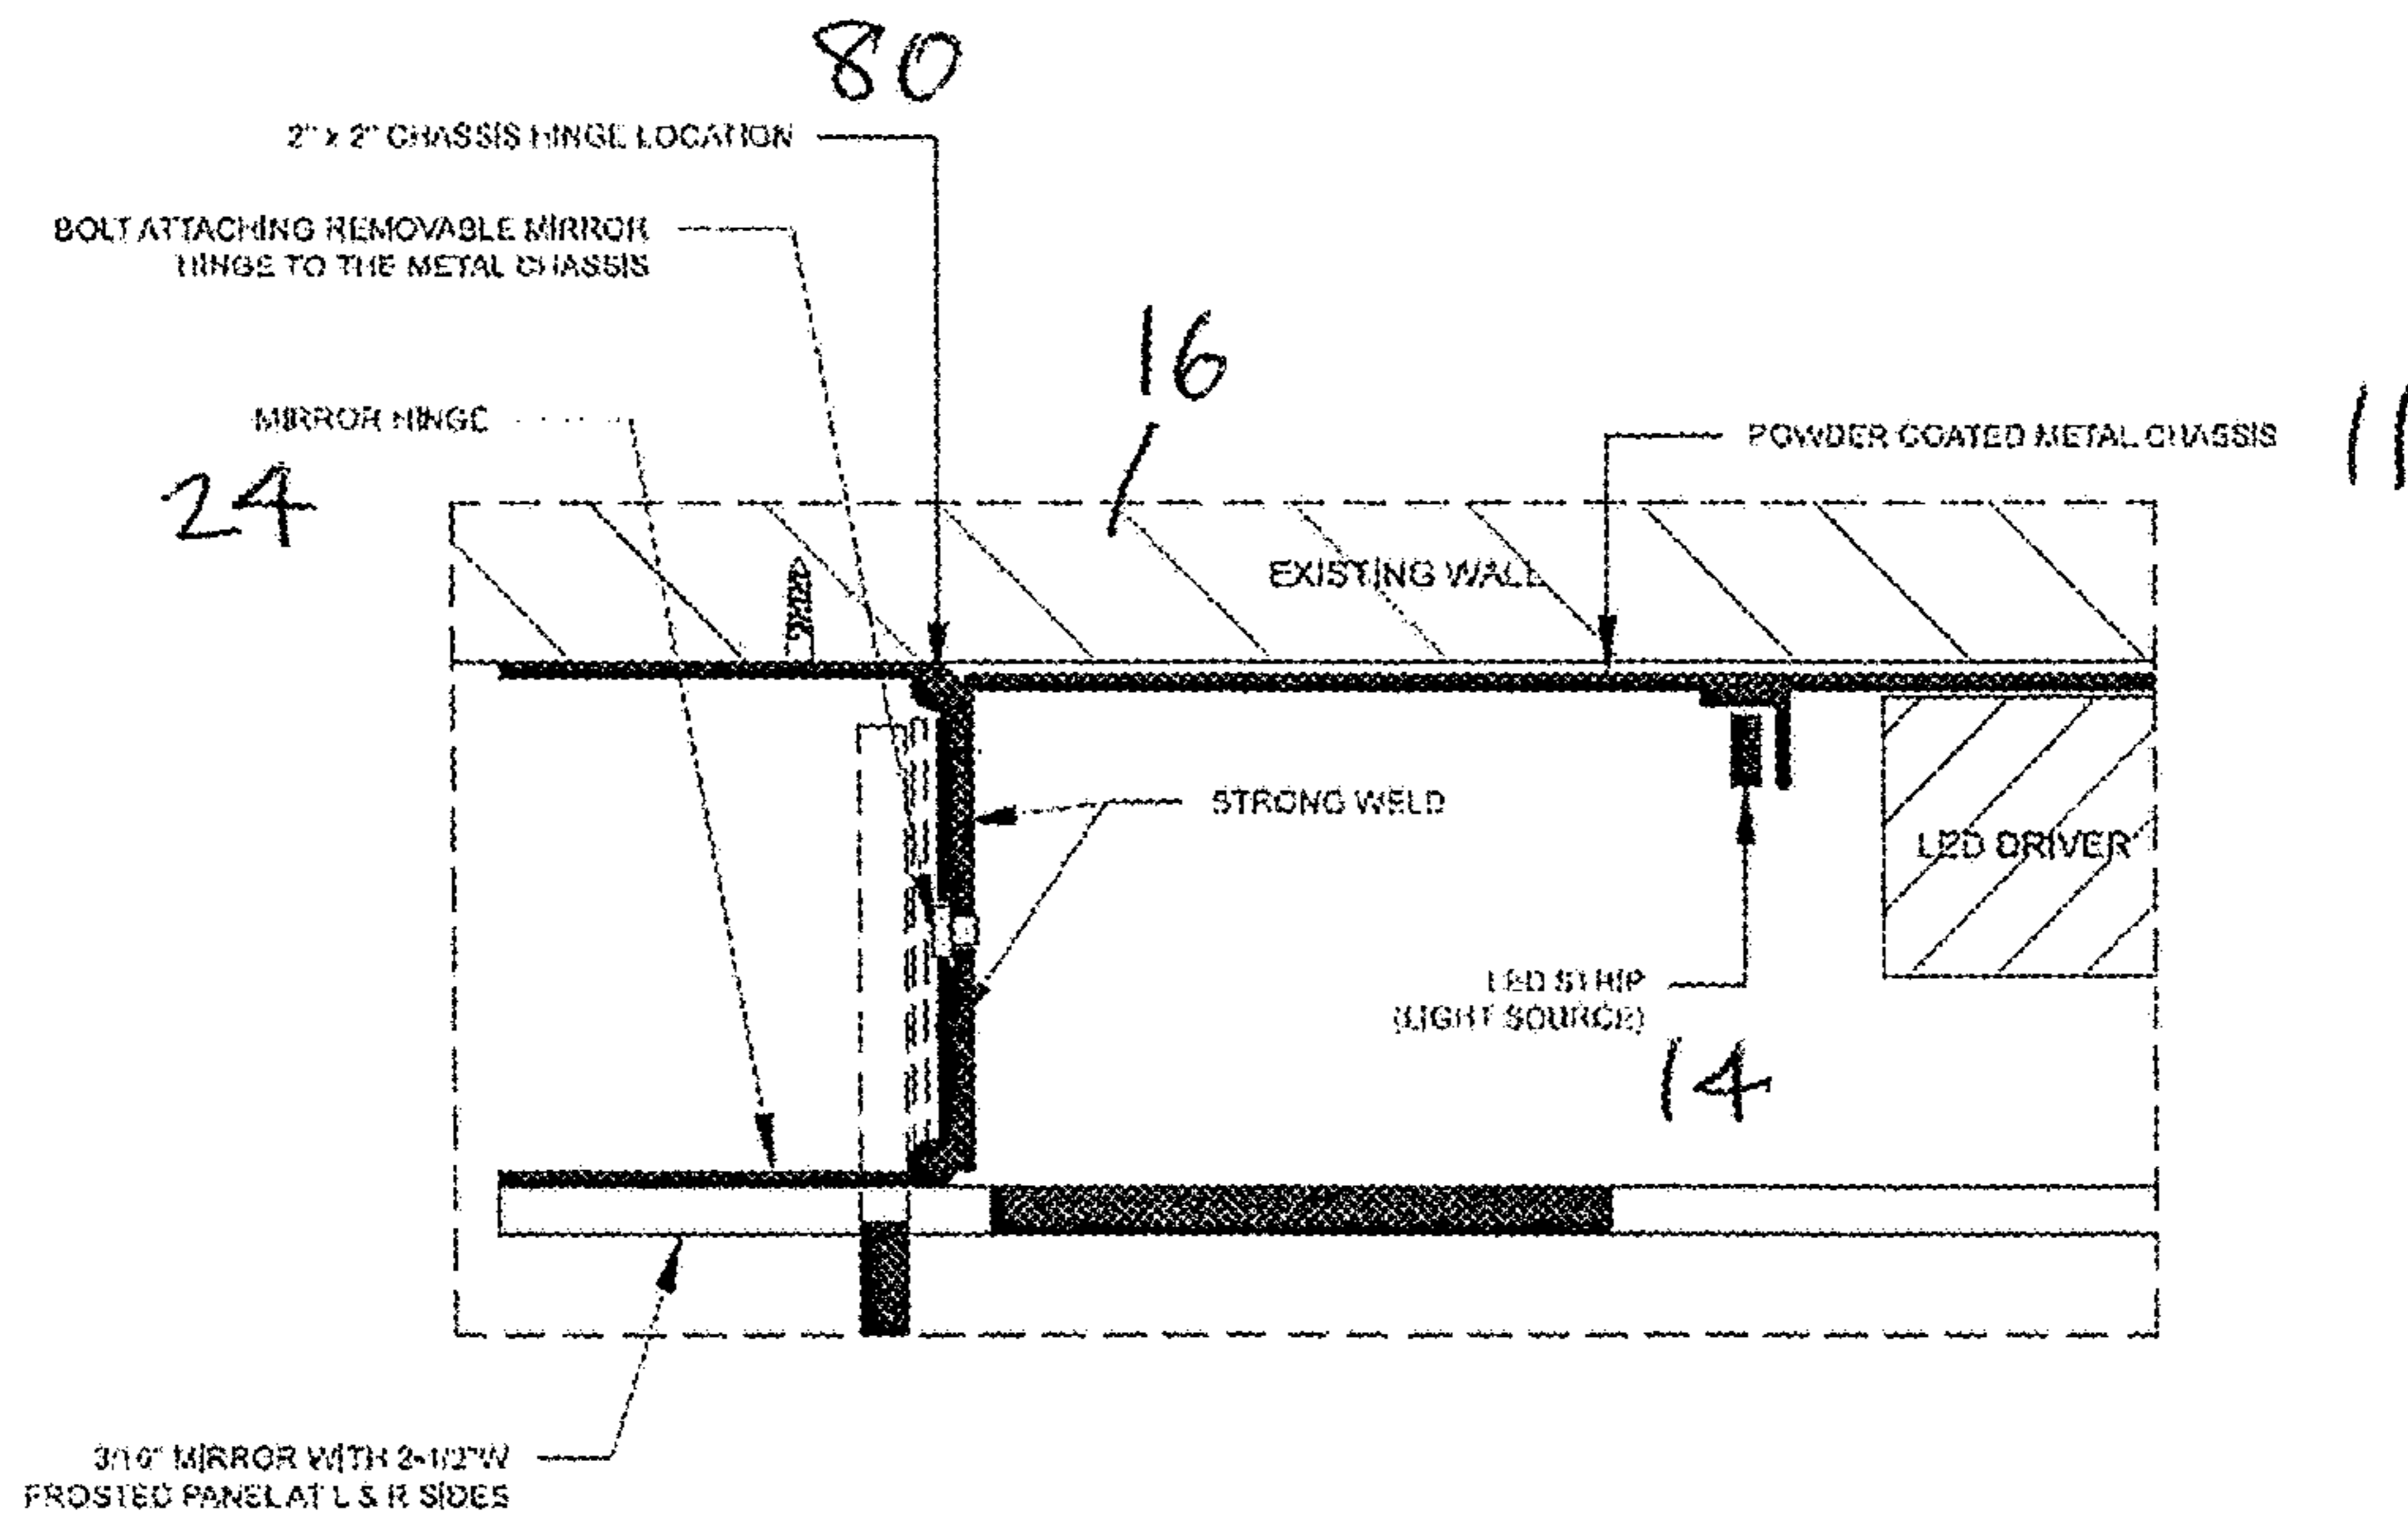 80
2" x 2" CHASSIS HINGE LOCATION
BOLT ATTACHING REMOVABLE MIRROR
HINGE TO THE METAL CHASSIS
16
MIRROR HINGE
POWDER COATED METAL CHASSIS
11
24
EXISTING WALL
STRONG WELD
LED DRIVER
LED STRIP
(LIGHT SOURCE)
14
3/16" MIRROR WITH 2-1/2"W
FROSTED PANEL AT L & R SIDES